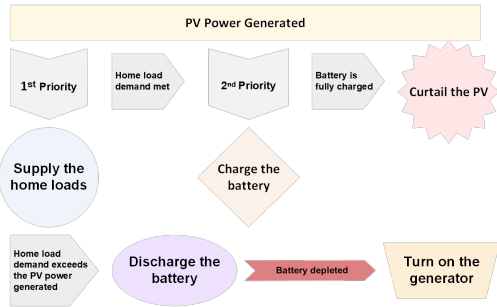 PV Power Generated
1st Priority
Home load
demand met
2nd Priority
Battery is
fully charged
Curtail the PV
Supply the
home loads
Charge the
battery
Home load
demand exceeds
the PV power
generated
Discharge the
battery
Battery depleted
Turn on the
generator